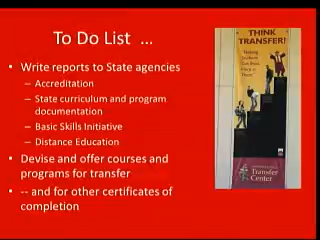 To Do List ...
• Write reports to State agencies
– Accreditation
– State curriculum and program
documentation
– Basic Skills Initiative
– Distance Education
• Devise and offer courses and
programs for transfer
• -- and for other certificates of
completion
THINK
TRANSFER!
Transfer
Center